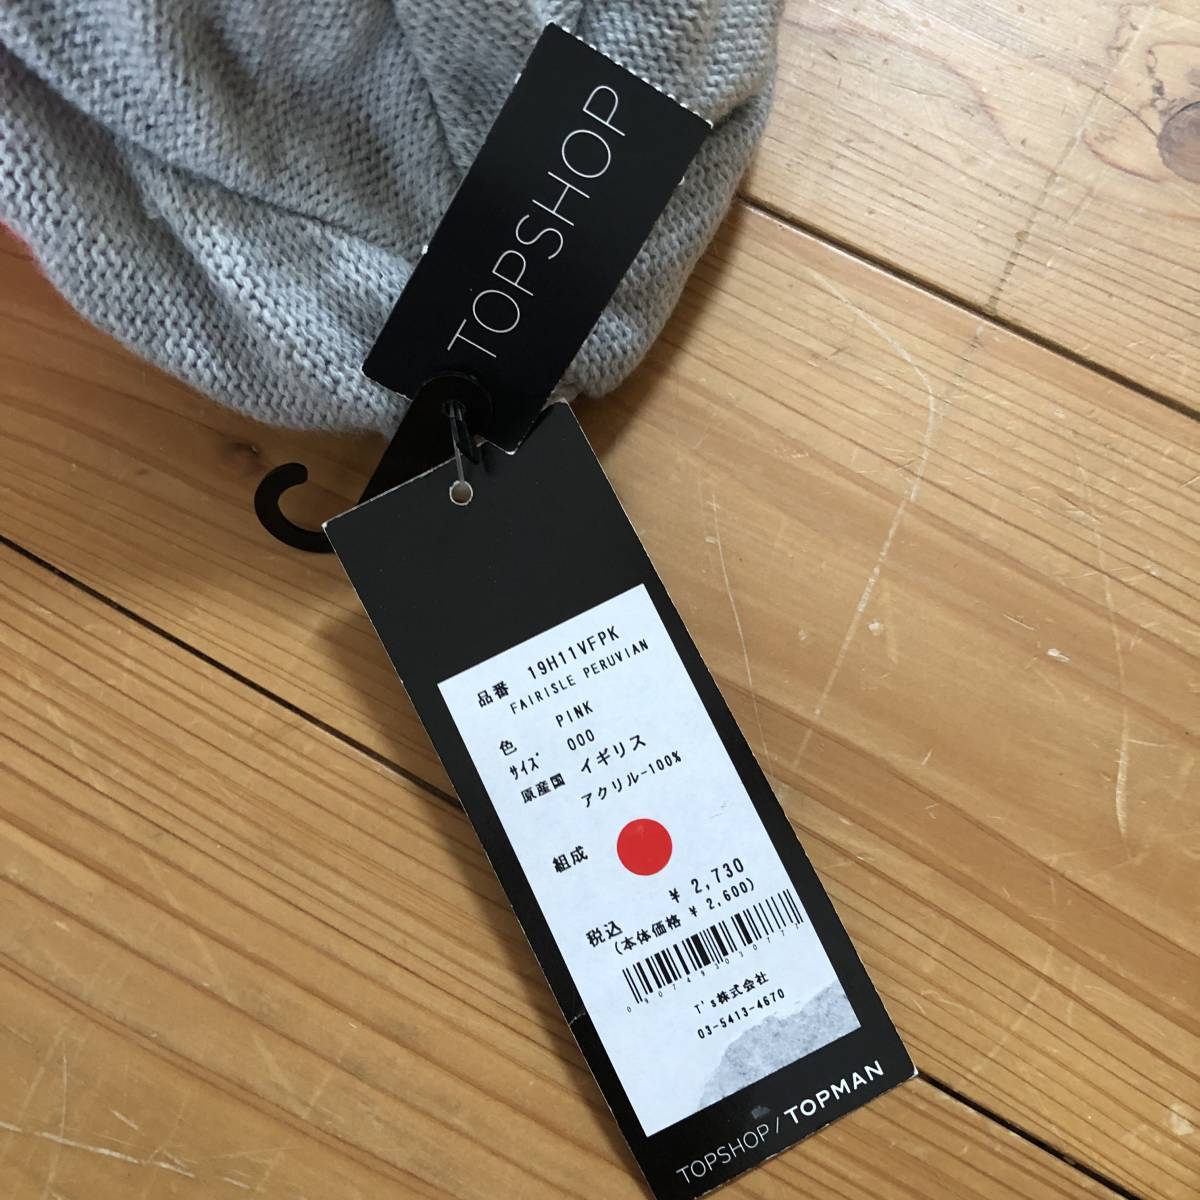 TOPSHOP
品番 19H11VFPK
FAIRISLE PERUVIAN
色 PINK
サイズ 000
原産国 イギリス
アクリル-100%
組成
¥ 2,730
税込
(本体価格 ¥ 2,600)
T's株式会社
03-5413-4670
TOPSHOP / TOPMAN